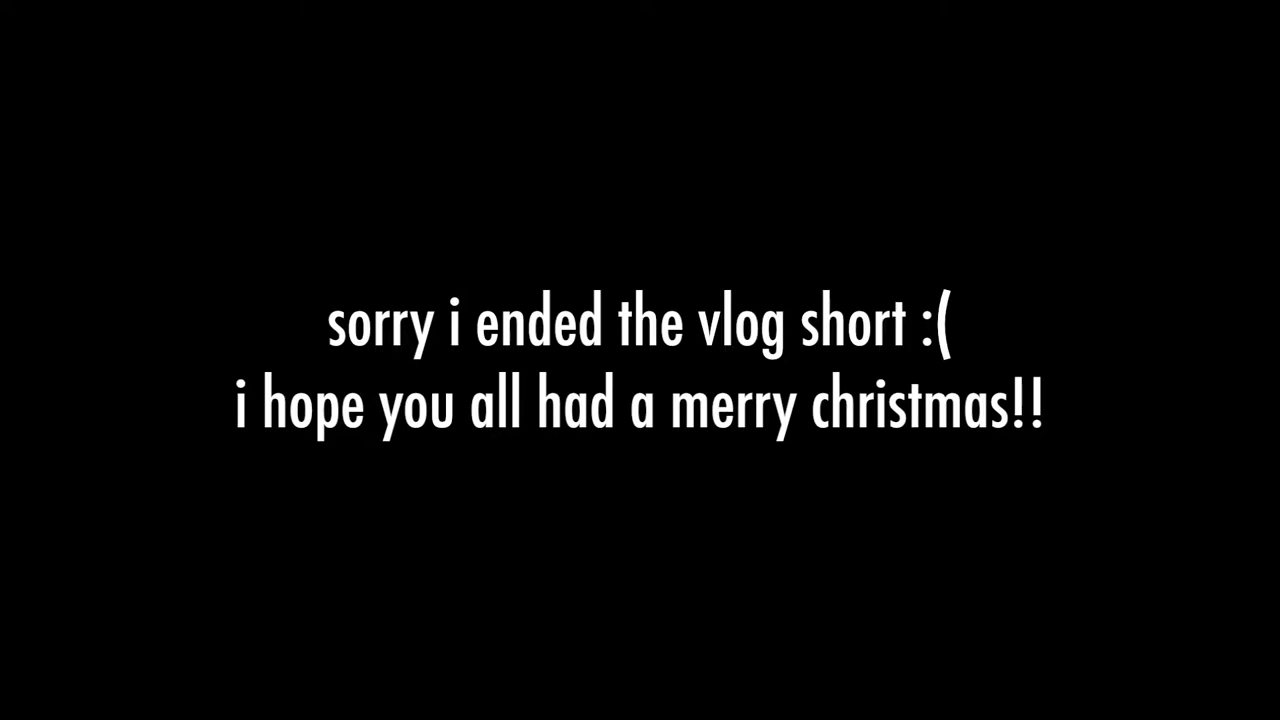 sorry i ended the vlog short :(
i hope you all had a merry christmas!!